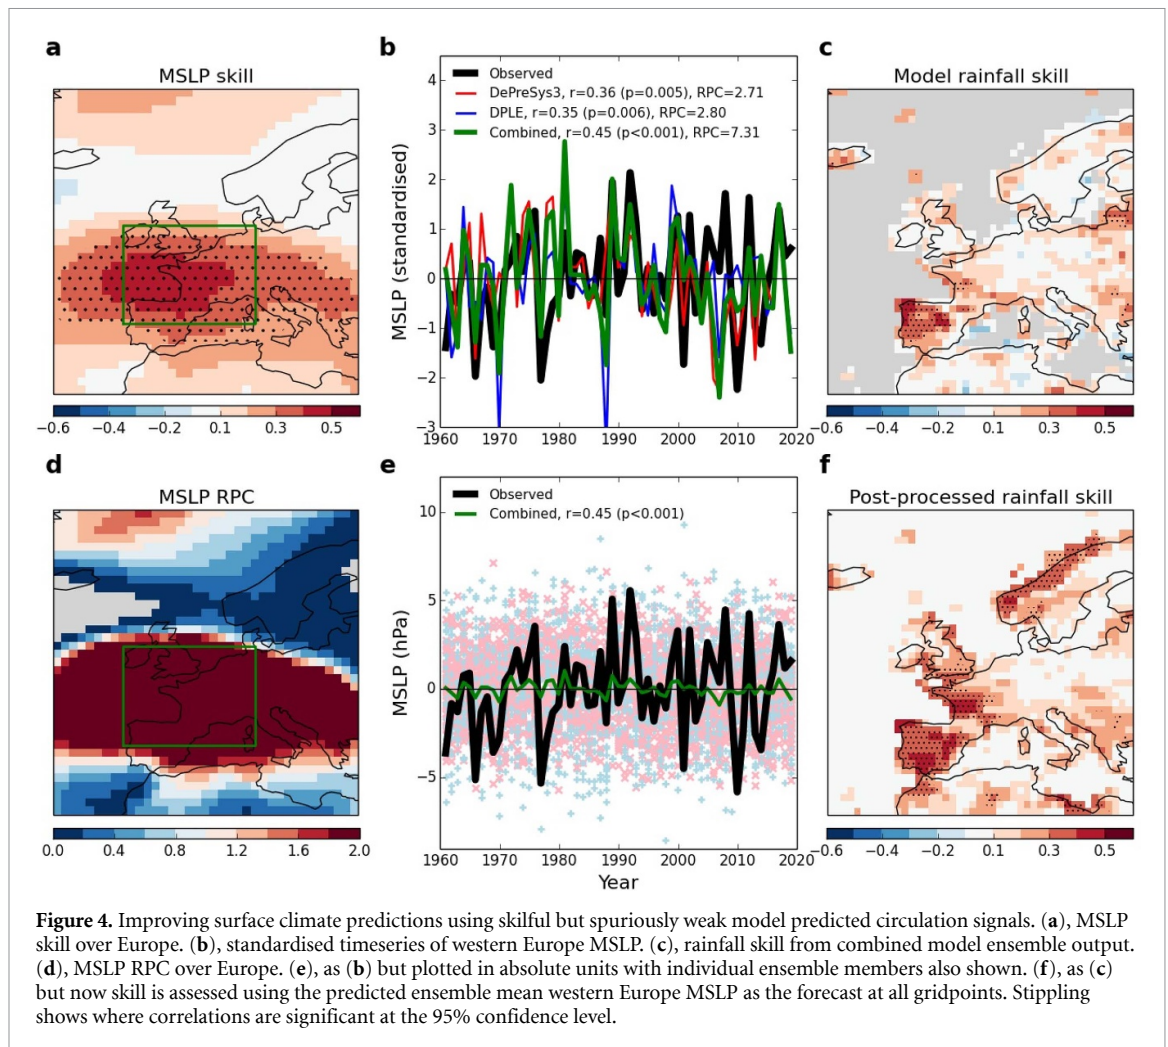 a
MSLP skill
−0.6 −0.4 −0.2 0.1 0.3 0.5
b
Observed
DePreSys3, r=0.36 (p=0.005), RPC=2.71
DPLE, r=0.35 (p=0.006), RPC=2.80
Combined, r=0.45 (p<0.001), RPC=7.31
MSLP (standardised)
4
3
2
1
0
−1
−2
−3
1960 1970 1980 1990 2000 2010 2020
c
Model rainfall skill
−0.6 −0.4 −0.2 0.1 0.3 0.5
d
MSLP RPC
0.0 0.4 0.8 1.2 1.6 2.0
e
Observed
Combined, r=0.45 (p<0.001)
MSLP (hPa)
10
5
0
−5
1960 1970 1980 1990 2000 2010 2020
Year
f
Post-processed rainfall skill
−0.6 −0.4 −0.2 0.1 0.3 0.5
Figure 4. Improving surface climate predictions using skilful but spuriously weak model predicted circulation signals. (a), MSLP
skill over Europe. (b), standardised timeseries of western Europe MSLP. (c), rainfall skill from combined model ensemble output.
(d), MSLP RPC over Europe. (e), as (b) but plotted in absolute units with individual ensemble members also shown. (f), as (c)
but now skill is assessed using the predicted ensemble mean western Europe MSLP as the forecast at all gridpoints. Stippling
shows where correlations are significant at the 95% confidence level.